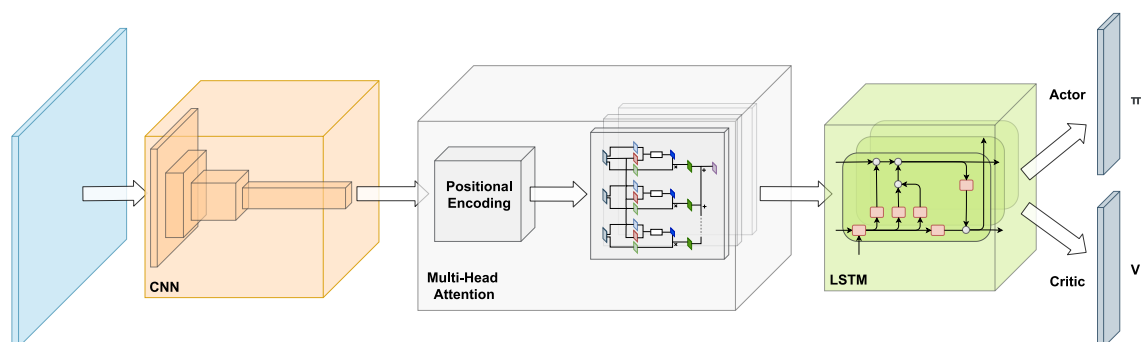 CNN
Positional
Encoding
Multi-Head
Attention
LSTM
Actor
π
Critic
V